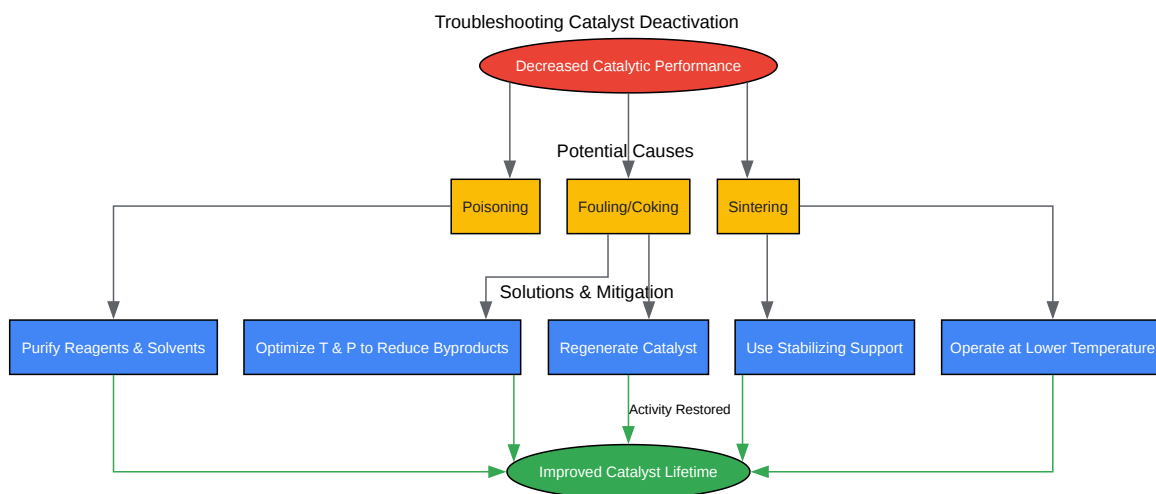 Troubleshooting Catalyst Deactivation
Decreased Catalytic Performance
Potential Causes
Poisoning
Fouling/Coking
Sintering
Solutions & Mitigation
Purify Reagents & Solvents
Optimize T & P to Reduce Byproducts
Regenerate Catalyst
Use Stabilizing Support
Operate at Lower Temperature
Activity Restored
Improved Catalyst Lifetime